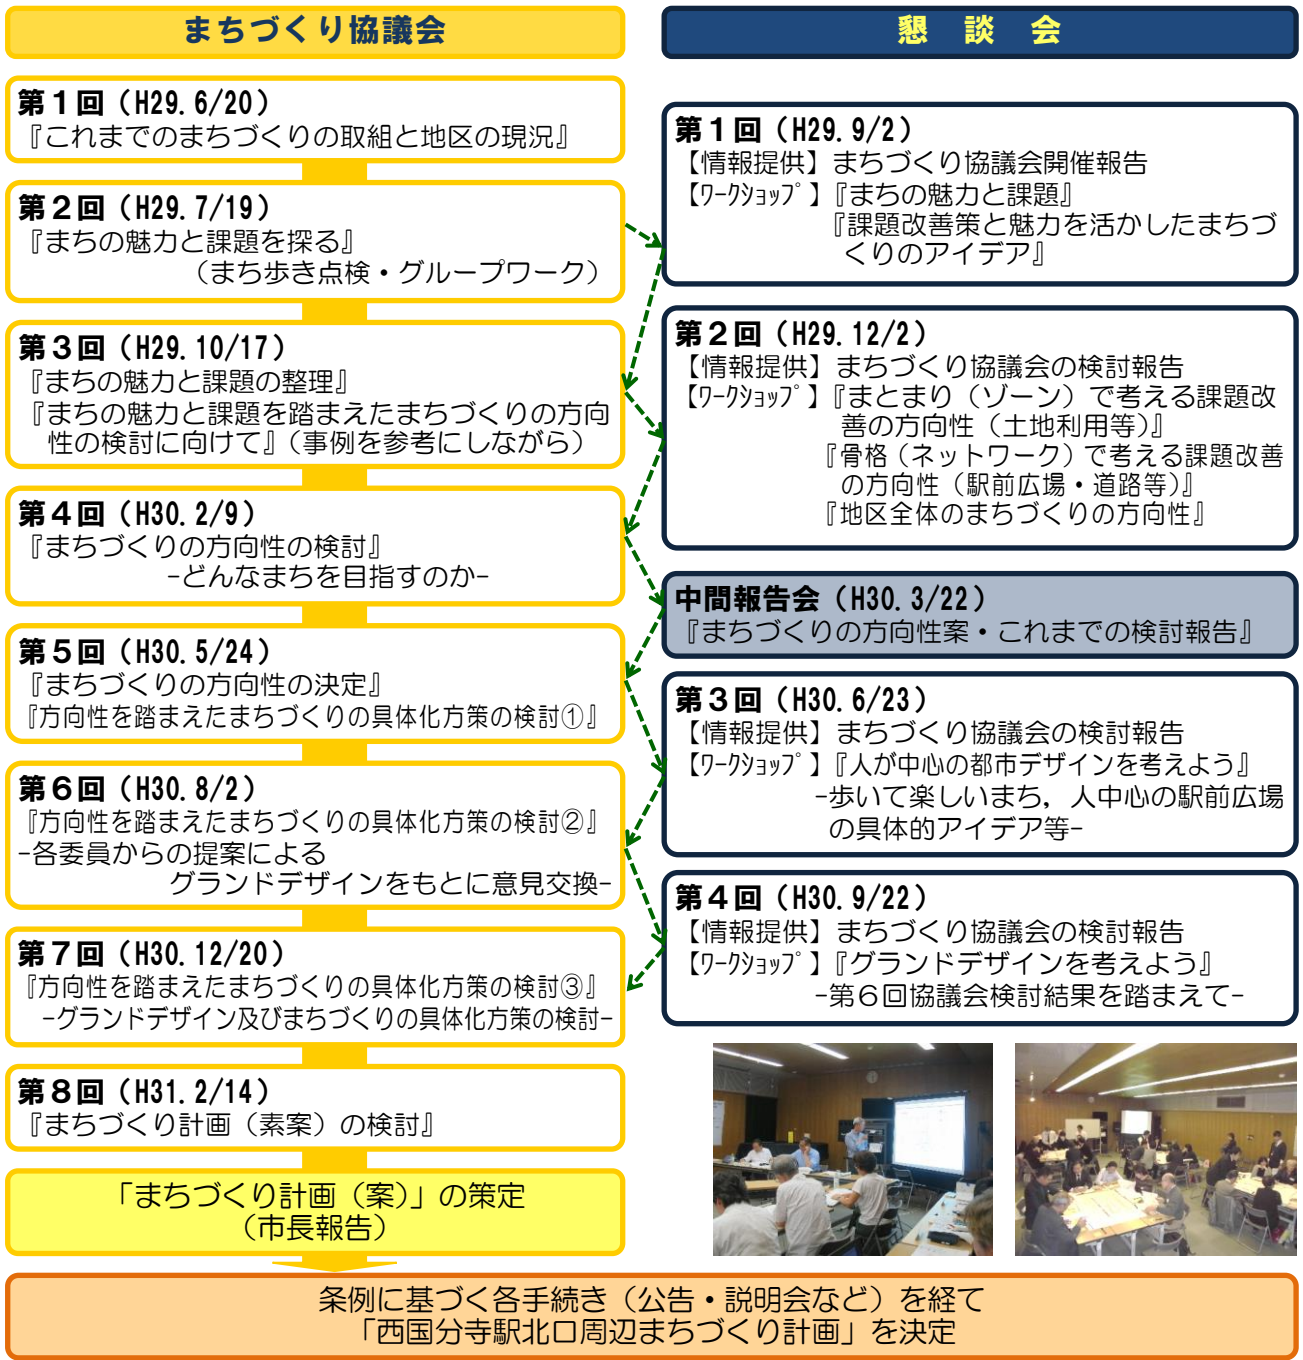 まちづくり協議会
第１回（H29.6/20）
『これまでのまちづくりの取組と地区の現況』
第２回（H29.7/19）
『まちの魅力と課題を探る』
（まち歩き点検・グループワーク）
第３回（H29.10/17）
『まちの魅力と課題の整理』
『まちの魅力と課題を踏まえたまちづくりの方向
性の検討に向けて』（事例を参考にしながら）
第４回（H30.2/9）
『まちづくりの方向性の検討』
-どんなまちを目指すのか-
第５回（H30.5/24）
『まちづくりの方向性の決定』
『方向性を踏まえたまちづくりの具体化方策の検討①』
第６回（H30.8/2）
『方向性を踏まえたまちづくりの具体化方策の検討②』
-各委員からの提案による
グランドデザインをもとに意見交換-
第７回（H30.12/20）
『方向性を踏まえたまちづくりの具体化方策の検討③』
-グランドデザイン及びまちづくりの具体化方策の検討-
第８回（H31.2/14）
『まちづくり計画（素案）の検討』
「まちづくり計画（案）」の策定
（市長報告）
懇 談 会
第１回（H29.9/2）
【情報提供】まちづくり協議会開催報告
【ﾜｰｸｼｮｯﾌﾟ】『まちの魅力と課題』
『課題改善策と魅力を活かしたまちづ
くりのアイデア』
第２回（H29.12/2）
【情報提供】まちづくり協議会の検討報告
【ﾜｰｸｼｮｯﾌﾟ】『まとまり（ゾーン）で考える課題改
善の方向性（土地利用等）』
『骨格（ネットワーク）で考える課題改善
の方向性（駅前広場・道路等）』
『地区全体のまちづくりの方向性』
中間報告会（H30.3/22）
『まちづくりの方向性案・これまでの検討報告』
第３回（H30.6/23）
【情報提供】まちづくり協議会の検討報告
【ﾜｰｸｼｮｯﾌﾟ】『人が中心の都市デザインを考えよう』
-歩いて楽しいまち，人中心の駅前広場
の具体的アイデア等-
第４回（H30.9/22）
【情報提供】まちづくり協議会の検討報告
【ﾜｰｸｼｮｯﾌﾟ】『グランドデザインを考えよう』
-第６回協議会検討結果を踏まえて-
条例に基づく各手続き（公告・説明会など）を経て
「西国分寺駅北口周辺まちづくり計画」を決定